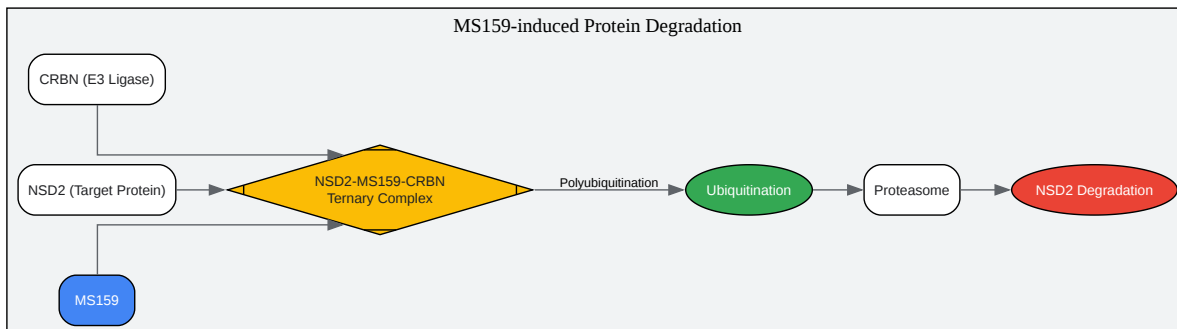 MS159-induced Protein Degradation
CRBN (E3 Ligase)
NSD2 (Target Protein)
MS159
NSD2-MS159-CRBN
Ternary Complex
Polyubiquitination
Ubiquitination
Proteasome
NSD2 Degradation